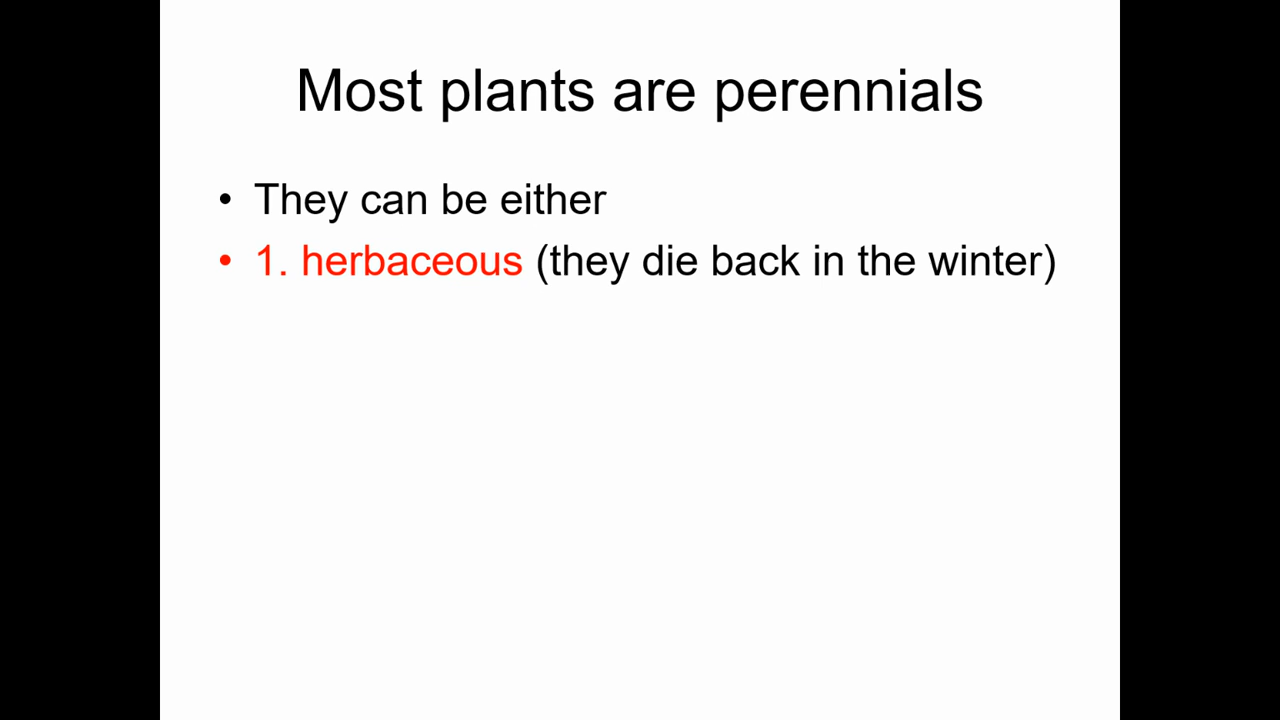 Most plants are perennials
• They can be either
• 1. herbaceous (they die back in the winter)